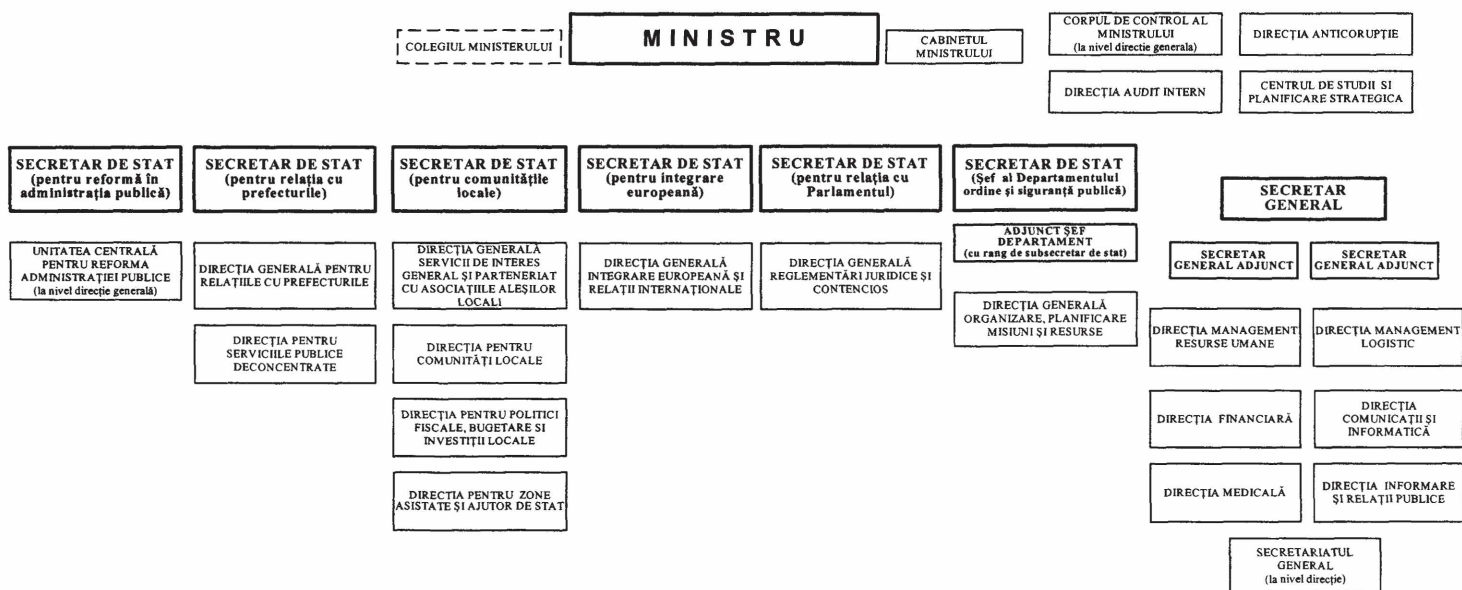 COLEGIUL MINISTERULUI
MINISTRU
CABINETUL
MINISTRULUI
CORPUL DE CONTROL AL
MINISTRULUI
(la nivel directie generala)
DIRECȚIA ANTICORUPȚIE
DIRECȚIA AUDIT INTERN
CENTRUL DE STUDII SI
PLANIFICARE STRATEGICA
SECRETAR DE STAT
(pentru reformă în
administrația publică)
SECRETAR DE STAT
(pentru relația cu
prefecturile)
SECRETAR DE STAT
(pentru comunitățile
locale)
SECRETAR DE STAT
(pentru integrare
europeană)
SECRETAR DE STAT
(pentru relația cu
Parlamentul)
SECRETAR DE STAT
(Șef al Departamentului
ordine și siguranță publică)
SECRETAR
GENERAL
UNITATEA CENTRALĂ
PENTRU REFORMA
ADMINISTRAȚIEI PUBLICE
(la nivel direcție generală)
DIRECȚIA GENERALĂ PENTRU
RELAȚIILE CU PREFECTURILE
DIRECȚIA PENTRU
SERVICIILE PUBLICE
DECONCENTRATE
DIRECȚIA GENERALĂ
SERVICII DE INTERES
GENERAL ȘI PARTENERIAT
CU ASOCIAȚIILE ALEȘILOR
LOCALI
DIRECȚIA PENTRU
COMUNITĂȚI LOCALE
DIRECȚIA PENTRU POLITICI
FISCALE, BUGETARE SI
INVESTIȚII LOCALE
DIRECTIA PENTRU ZONE
ASISTATE ȘI AJUTOR DE STAT
DIRECȚIA GENERALĂ
INTEGRARE EUROPEANĂ ȘI
RELAȚII INTERNAȚIONALE
DIRECȚIA GENERALĂ
REGLEMENTĂRI JURIDICE ȘI
CONTENCIOS
ADJUNCT ȘEF
DEPARTAMENT
(cu rang de subsecretar de stat)
DIRECȚIA GENERALĂ
ORGANIZARE, PLANIFICARE
MISIUNI ȘI RESURSE
SECRETAR
GENERAL ADJUNCT
SECRETAR
GENERAL ADJUNCT
DIRECȚIA MANAGEMENT
RESURSE UMANE
DIRECȚIA MANAGEMENT
LOGISTIC
DIRECȚIA FINANCIARĂ
DIRECȚIA
COMUNICAȚII ȘI
INFORMATICĂ
DIRECȚIA MEDICALĂ
DIRECȚIA INFORMARE
ȘI RELAȚII PUBLICE
SECRETARIATUL
GENERAL
(la nivel direcție)